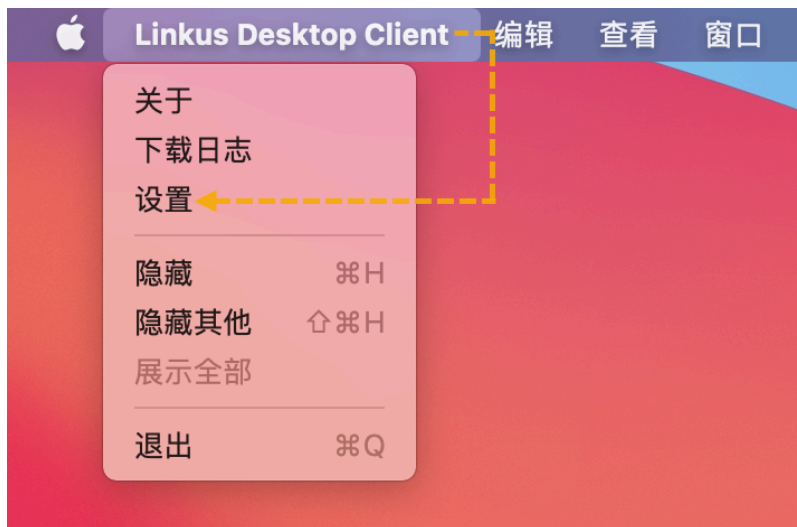 Linkus Desktop Client 编辑 查看 窗口
关于
下载日志
设置
隐藏 ⌘H
隐藏其他 ⇧⌘H
展示全部
退出 ⌘Q